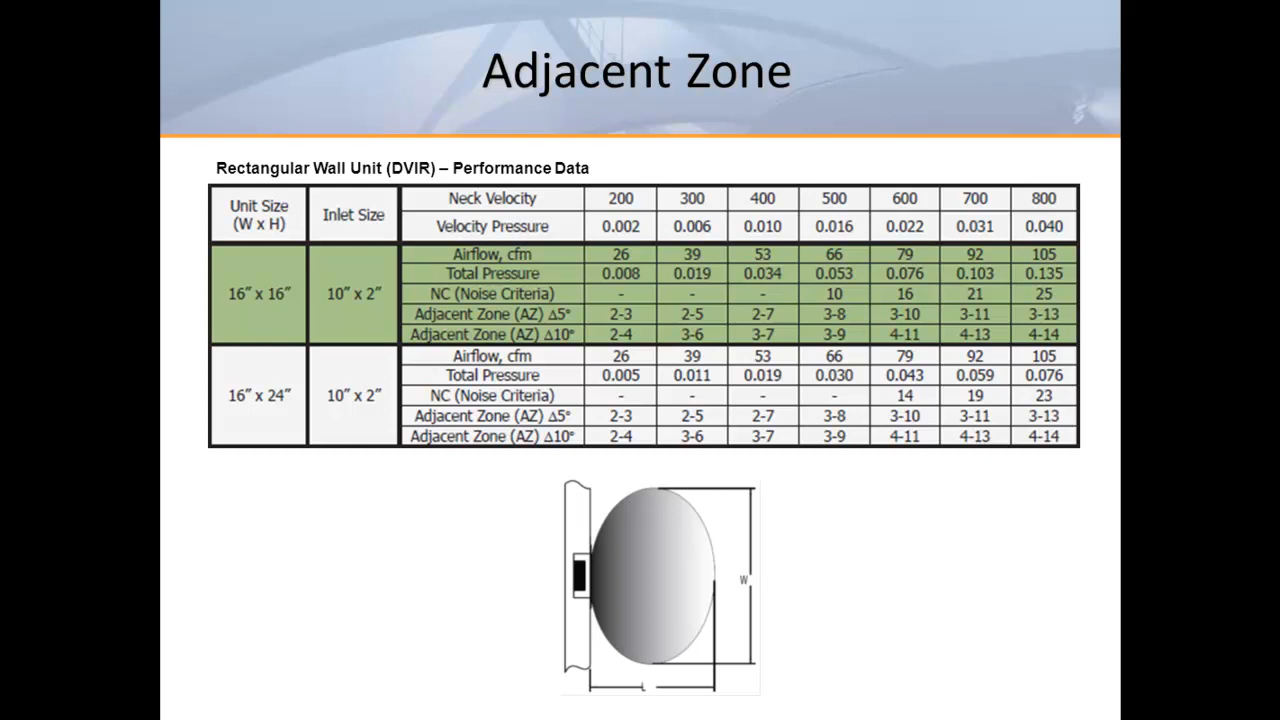 Adjacent Zone
Rectangular Wall Unit (DVIR) – Performance Data
Unit Size (W x H) Inlet Size Neck Velocity 200 300 400 500 600 700 800
Velocity Pressure 0.002 0.006 0.010 0.016 0.022 0.031 0.040
16" x 16" 10" x 2" Airflow, cfm 26 39 53 66 79 92 105
Total Pressure 0.008 0.019 0.034 0.053 0.076 0.103 0.135
NC (Noise Criteria) - - - 10 16 21 25
Adjacent Zone (AZ) Δ5° 2-3 2-5 2-7 3-8 3-10 3-11 3-13
Adjacent Zone (AZ) Δ10° 2-4 3-6 3-7 3-9 4-11 4-13 4-14
16" x 24" 10" x 2" Airflow, cfm 26 39 53 66 79 92 105
Total Pressure 0.005 0.011 0.019 0.030 0.043 0.059 0.076
NC (Noise Criteria) - - - - 14 19 23
Adjacent Zone (AZ) Δ5° 2-3 2-5 2-7 3-8 3-10 3-11 3-13
Adjacent Zone (AZ) Δ10° 2-4 3-6 3-7 3-9 4-11 4-13 4-14
W
L